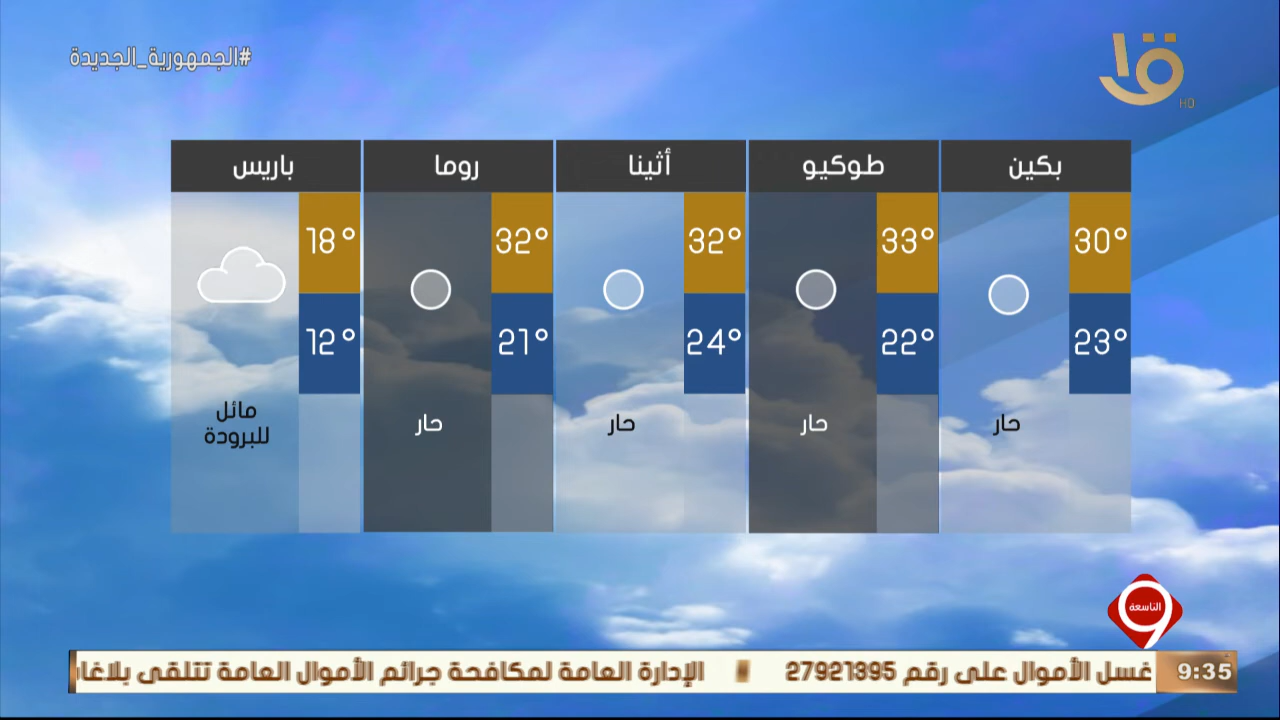 #الجمهورية_الجديدة
HD
بكين
30°
23°
حار
طوكيو
33°
22°
حار
أثينا
32°
24°
حار
روما
32°
21°
حار
باريس
18°
12°
مائل
للبرودة
التاسعة
9
غسل الأموال على رقم 27921395 الإدارة العامة لمكافحة جرائم الأموال العامة تتلقى
9:35